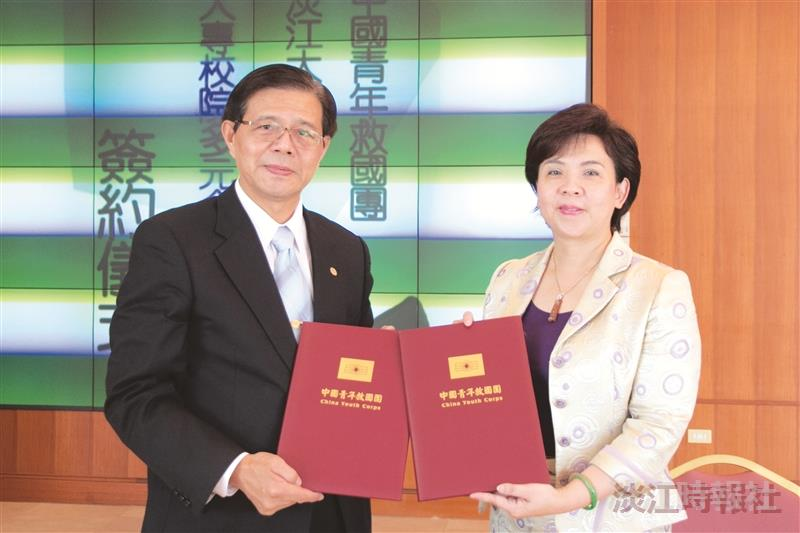 中國青年救國團
淡江大
大專校院多元
簽約儀式
中國青年救國團
China Youth Corps
中國青年救國團
China Youth Corps
淡江時報社